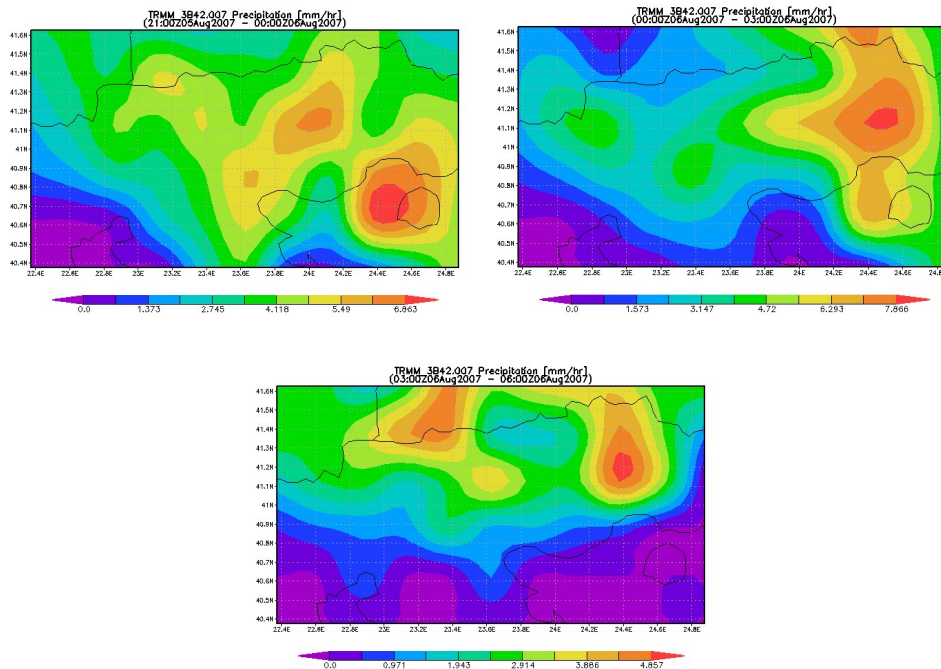 TRMM_3B42.007 Precipitation [mm/hr]
(21:00Z05Aug2007 - 00:00Z06Aug2007)
41.6N
41.5N
41.4N
41.3N
41.2N
41.1N
41N
40.9N
40.8N
40.7N
40.6N
40.5N
40.4N
22.4E 22.6E 22.8E 23E 23.2E 23.4E 23.6E 23.8E 24E 24.2E 24.4E 24.6E 24.8E
0.0 1.373 2.745 4.118 5.49 6.863
TRMM_3B42.007 Precipitation [mm/hr]
(00:00Z06Aug2007 - 03:00Z06Aug2007)
41.6N
41.5N
41.4N
41.3N
41.2N
41.1N
41N
40.9N
40.8N
40.7N
40.6N
40.5N
40.4N
22.4E 22.6E 22.8E 23E 23.2E 23.4E 23.6E 23.8E 24E 24.2E 24.4E 24.6E 24.8E
0.0 1.573 3.147 4.72 6.293 7.866
TRMM_3B42.007 Precipitation [mm/hr]
(03:00Z06Aug2007 - 06:00Z06Aug2007)
41.6N
41.5N
41.4N
41.3N
41.2N
41.1N
41N
40.9N
40.8N
40.7N
40.6N
40.5N
40.4N
22.4E 22.6E 22.8E 23E 23.2E 23.4E 23.6E 23.8E 24E 24.2E 24.4E 24.6E 24.8E
0.0 0.971 1.943 2.914 3.886 4.857